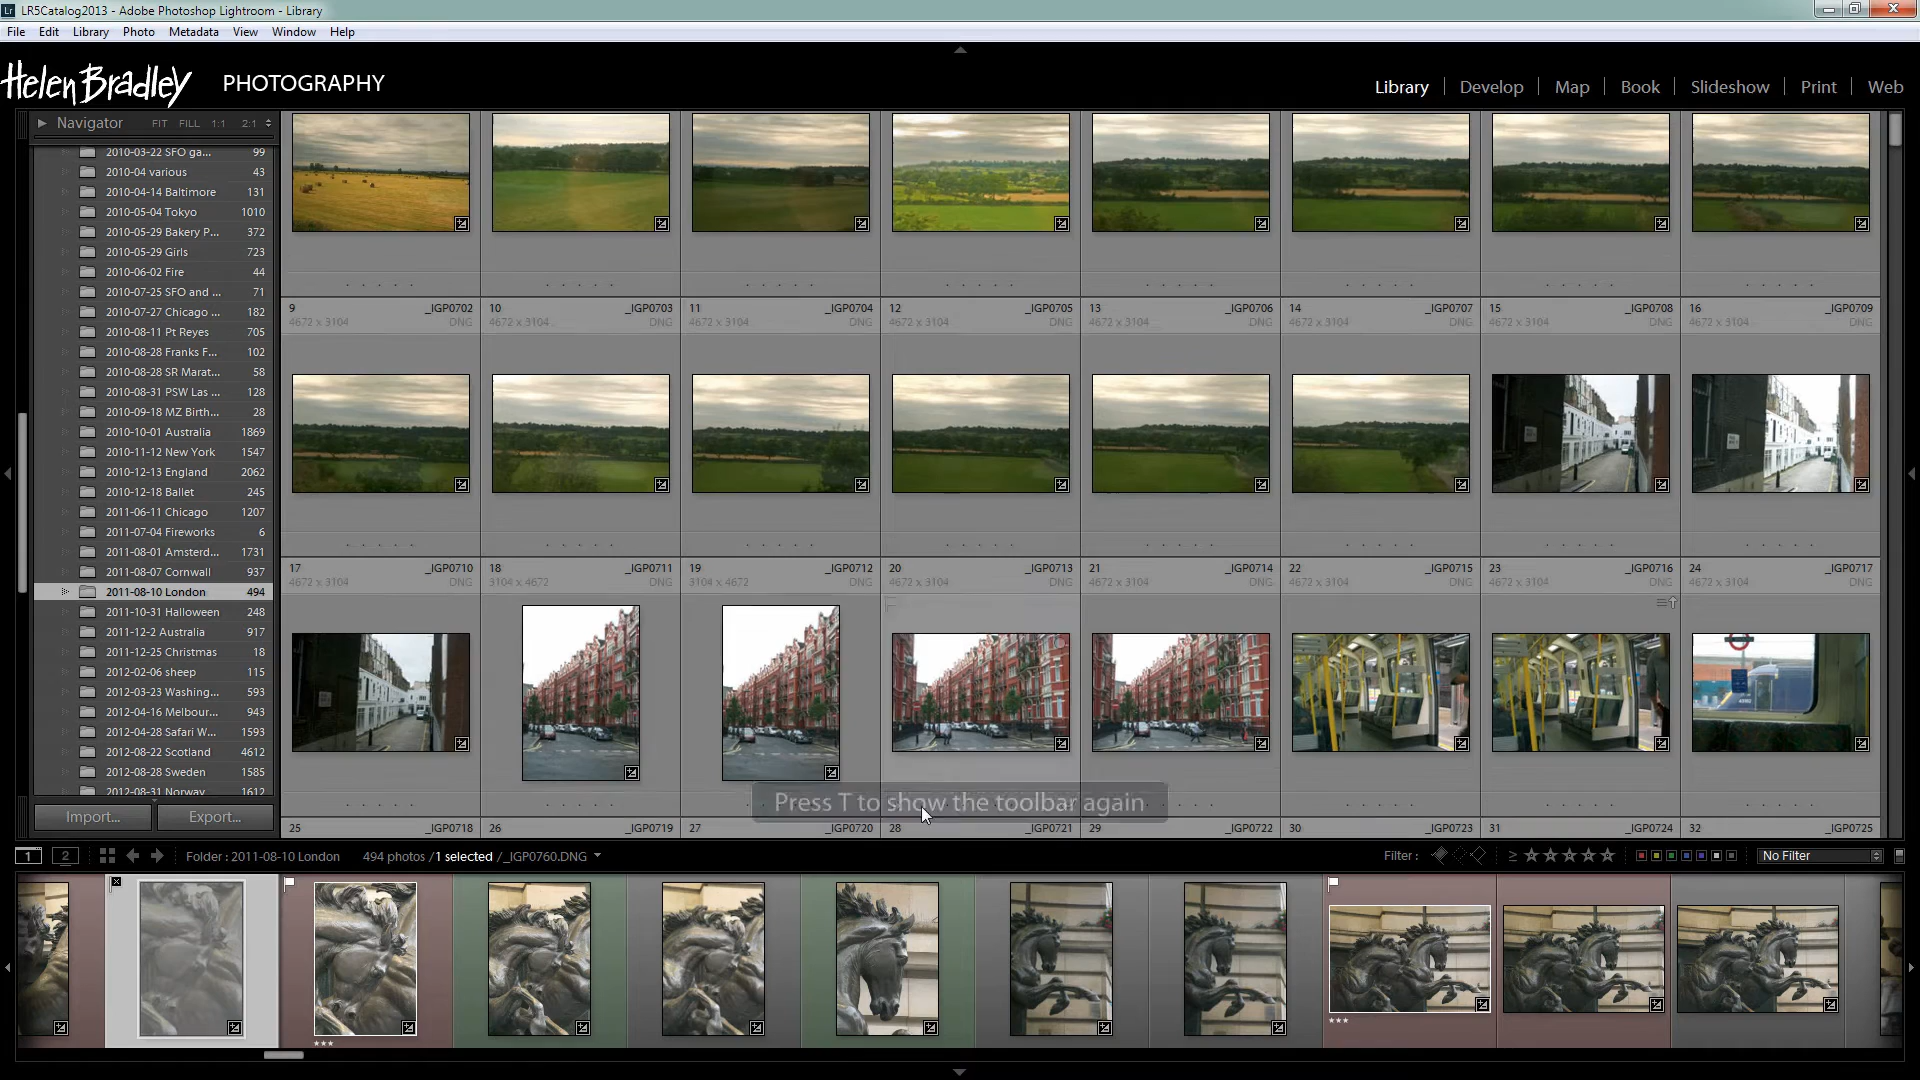 LR5Catalog2013 - Adobe Photoshop Lightroom - Library
File Edit Library Photo Metadata View Window Help
Helen Bradley PHOTOGRAPHY
Library Develop Map Book Slideshow Print Web
Navigator FIT FILL 1:1 2:1
2010-03-22 SFO ga... 99
2010-04 various 43
2010-04-14 Baltimore 131
2010-05-04 Tokyo 1010
2010-05-29 Bakery P... 372
2010-05-29 Girls 723
2010-06-02 Fire 44
2010-07-25 SFO and ... 71
2010-07-27 Chicago ... 182
2010-08-11 Pt Reyes 705
2010-08-28 Franks F... 102
2010-08-28 SR Marat... 58
2010-08-31 PSW Las ... 128
2010-09-18 MZ Birth... 28
2010-10-01 Australia 1869
2010-11-12 New York 1547
2010-12-13 England 2062
2010-12-18 Ballet 245
2011-06-11 Chicago 1207
2011-07-04 Fireworks 6
2011-08-01 Amsterd... 1731
2011-08-07 Cornwall 937
2011-08-10 London 494
2011-10-31 Halloween 248
2011-12-2 Australia 917
2011-12-25 Christmas 18
2012-02-06 sheep 115
2012-03-23 Washing... 593
2012-04-16 Melbour... 943
2012-04-28 Safari W... 1593
2012-08-22 Scotland 4612
2012-08-28 Sweden 1585
2012-08-31 Norway 1612
Import... Export...
9 _IGP0702 10 _IGP0703 11 _IGP0704 12 _IGP0705 13 _IGP0706 14 _IGP0707 15 _IGP0708 16 _IGP0709
4672 x 3104 DNG 4672 x 3104 DNG 4672 x 3104 DNG 4672 x 3104 DNG 4672 x 3104 DNG 4672 x 3104 DNG 4672 x 3104 DNG 4672 x 3104 DNG
17 _IGP0710 18 _IGP0711 19 _IGP0712 20 _IGP0713 21 _IGP0714 22 _IGP0715 23 _IGP0716 24 _IGP0717
4672 x 3104 DNG 3104 x 4672 DNG 3104 x 4672 DNG 4672 x 3104 DNG 4672 x 3104 DNG 4672 x 3104 DNG 4672 x 3104 DNG 4672 x 3104 DNG
Press T to show the toolbar again
25 _IGP0718 26 _IGP0719 27 _IGP0720 28 _IGP0721 29 _IGP0722 30 _IGP0723 31 _IGP0724 32 _IGP0725
1 2 Folder : 2011-08-10 London 494 photos / 1 selected / _IGP0760.DNG Filter : ≥ No Filter